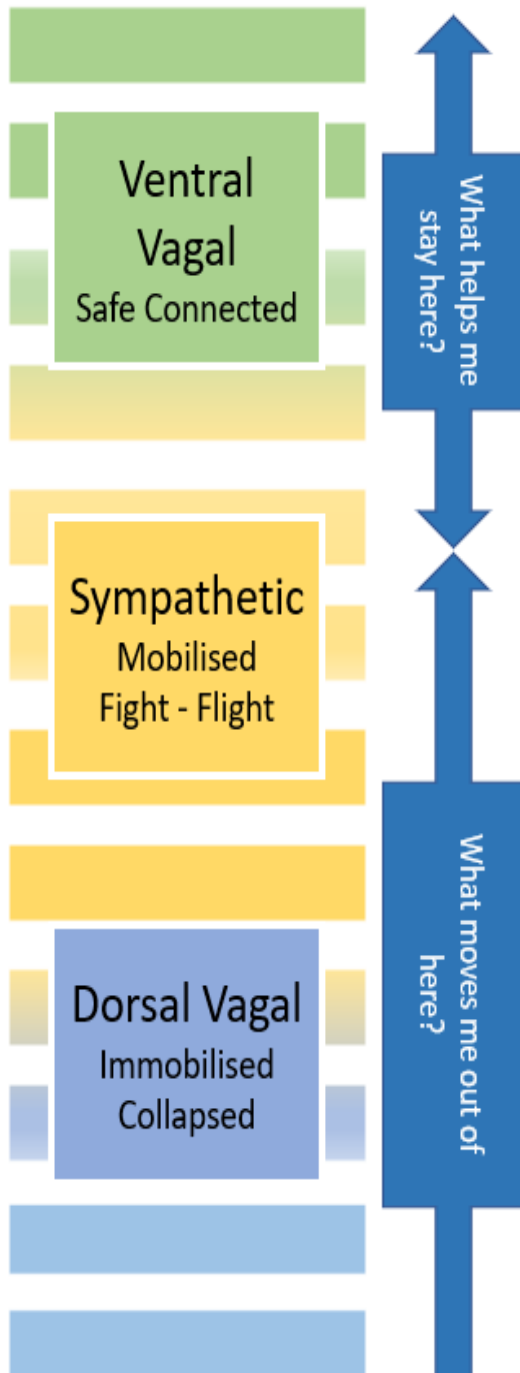 Ventral
Vagal
Safe Connected
What helps me
stay here?
Sympathetic
Mobilised
Fight - Flight
Dorsal Vagal
Immobilised
Collapsed
What moves me out of
here?